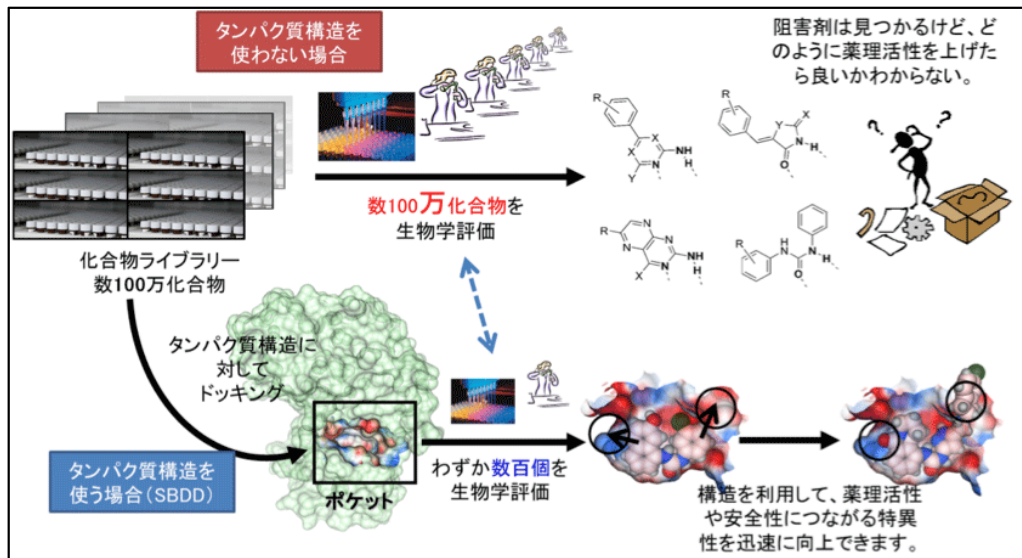 タンパク質構造を
使わない場合
阻害剤は見つかるけど、ど
のように薬理活性を上げた
ら良いかわからない。
数100万化合物を
生物学評価
化合物ライブラリー
数100万化合物
R
X
X
NH
Y
N
H
R
Y
X
N-H
O
R
N
N
N
NH
N
H
X
R
N
H
N
H
O
? ?
タンパク質構造に
対して
ドッキング
タンパク質構造を
使う場合(SBDD)
ポケット
わずか数百個を
生物学評価
構造を利用して、薬理活性
や安全性につながる特異
性を迅速に向上できます。